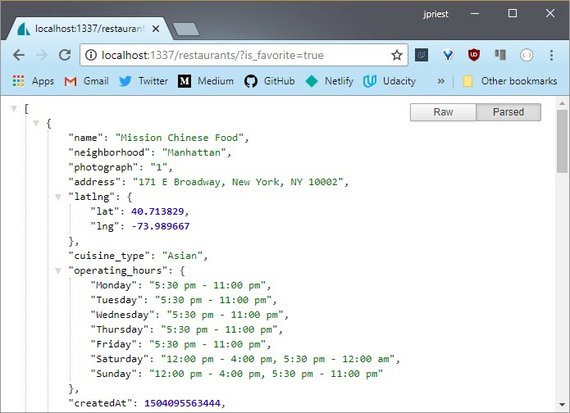 jpriest
localhost:1337/restaurants
localhost:1337/restaurants/?is_favorite=true
Apps Gmail Twitter Medium GitHub Netlify Udacity » Other bookmarks
Raw Parsed
[
{
"name": "Mission Chinese Food",
"neighborhood": "Manhattan",
"photograph": "1",
"address": "171 E Broadway, New York, NY 10002",
"latlng": {
"lat": 40.713829,
"lng": -73.989667
},
"cuisine_type": "Asian",
"operating_hours": {
"Monday": "5:30 pm - 11:00 pm",
"Tuesday": "5:30 pm - 11:00 pm",
"Wednesday": "5:30 pm - 11:00 pm",
"Thursday": "5:30 pm - 11:00 pm",
"Friday": "5:30 pm - 11:00 pm",
"Saturday": "12:00 pm - 4:00 pm, 5:30 pm - 12:00 am",
"Sunday": "12:00 pm - 4:00 pm, 5:30 pm - 11:00 pm"
},
"createdAt": 1504095563444,